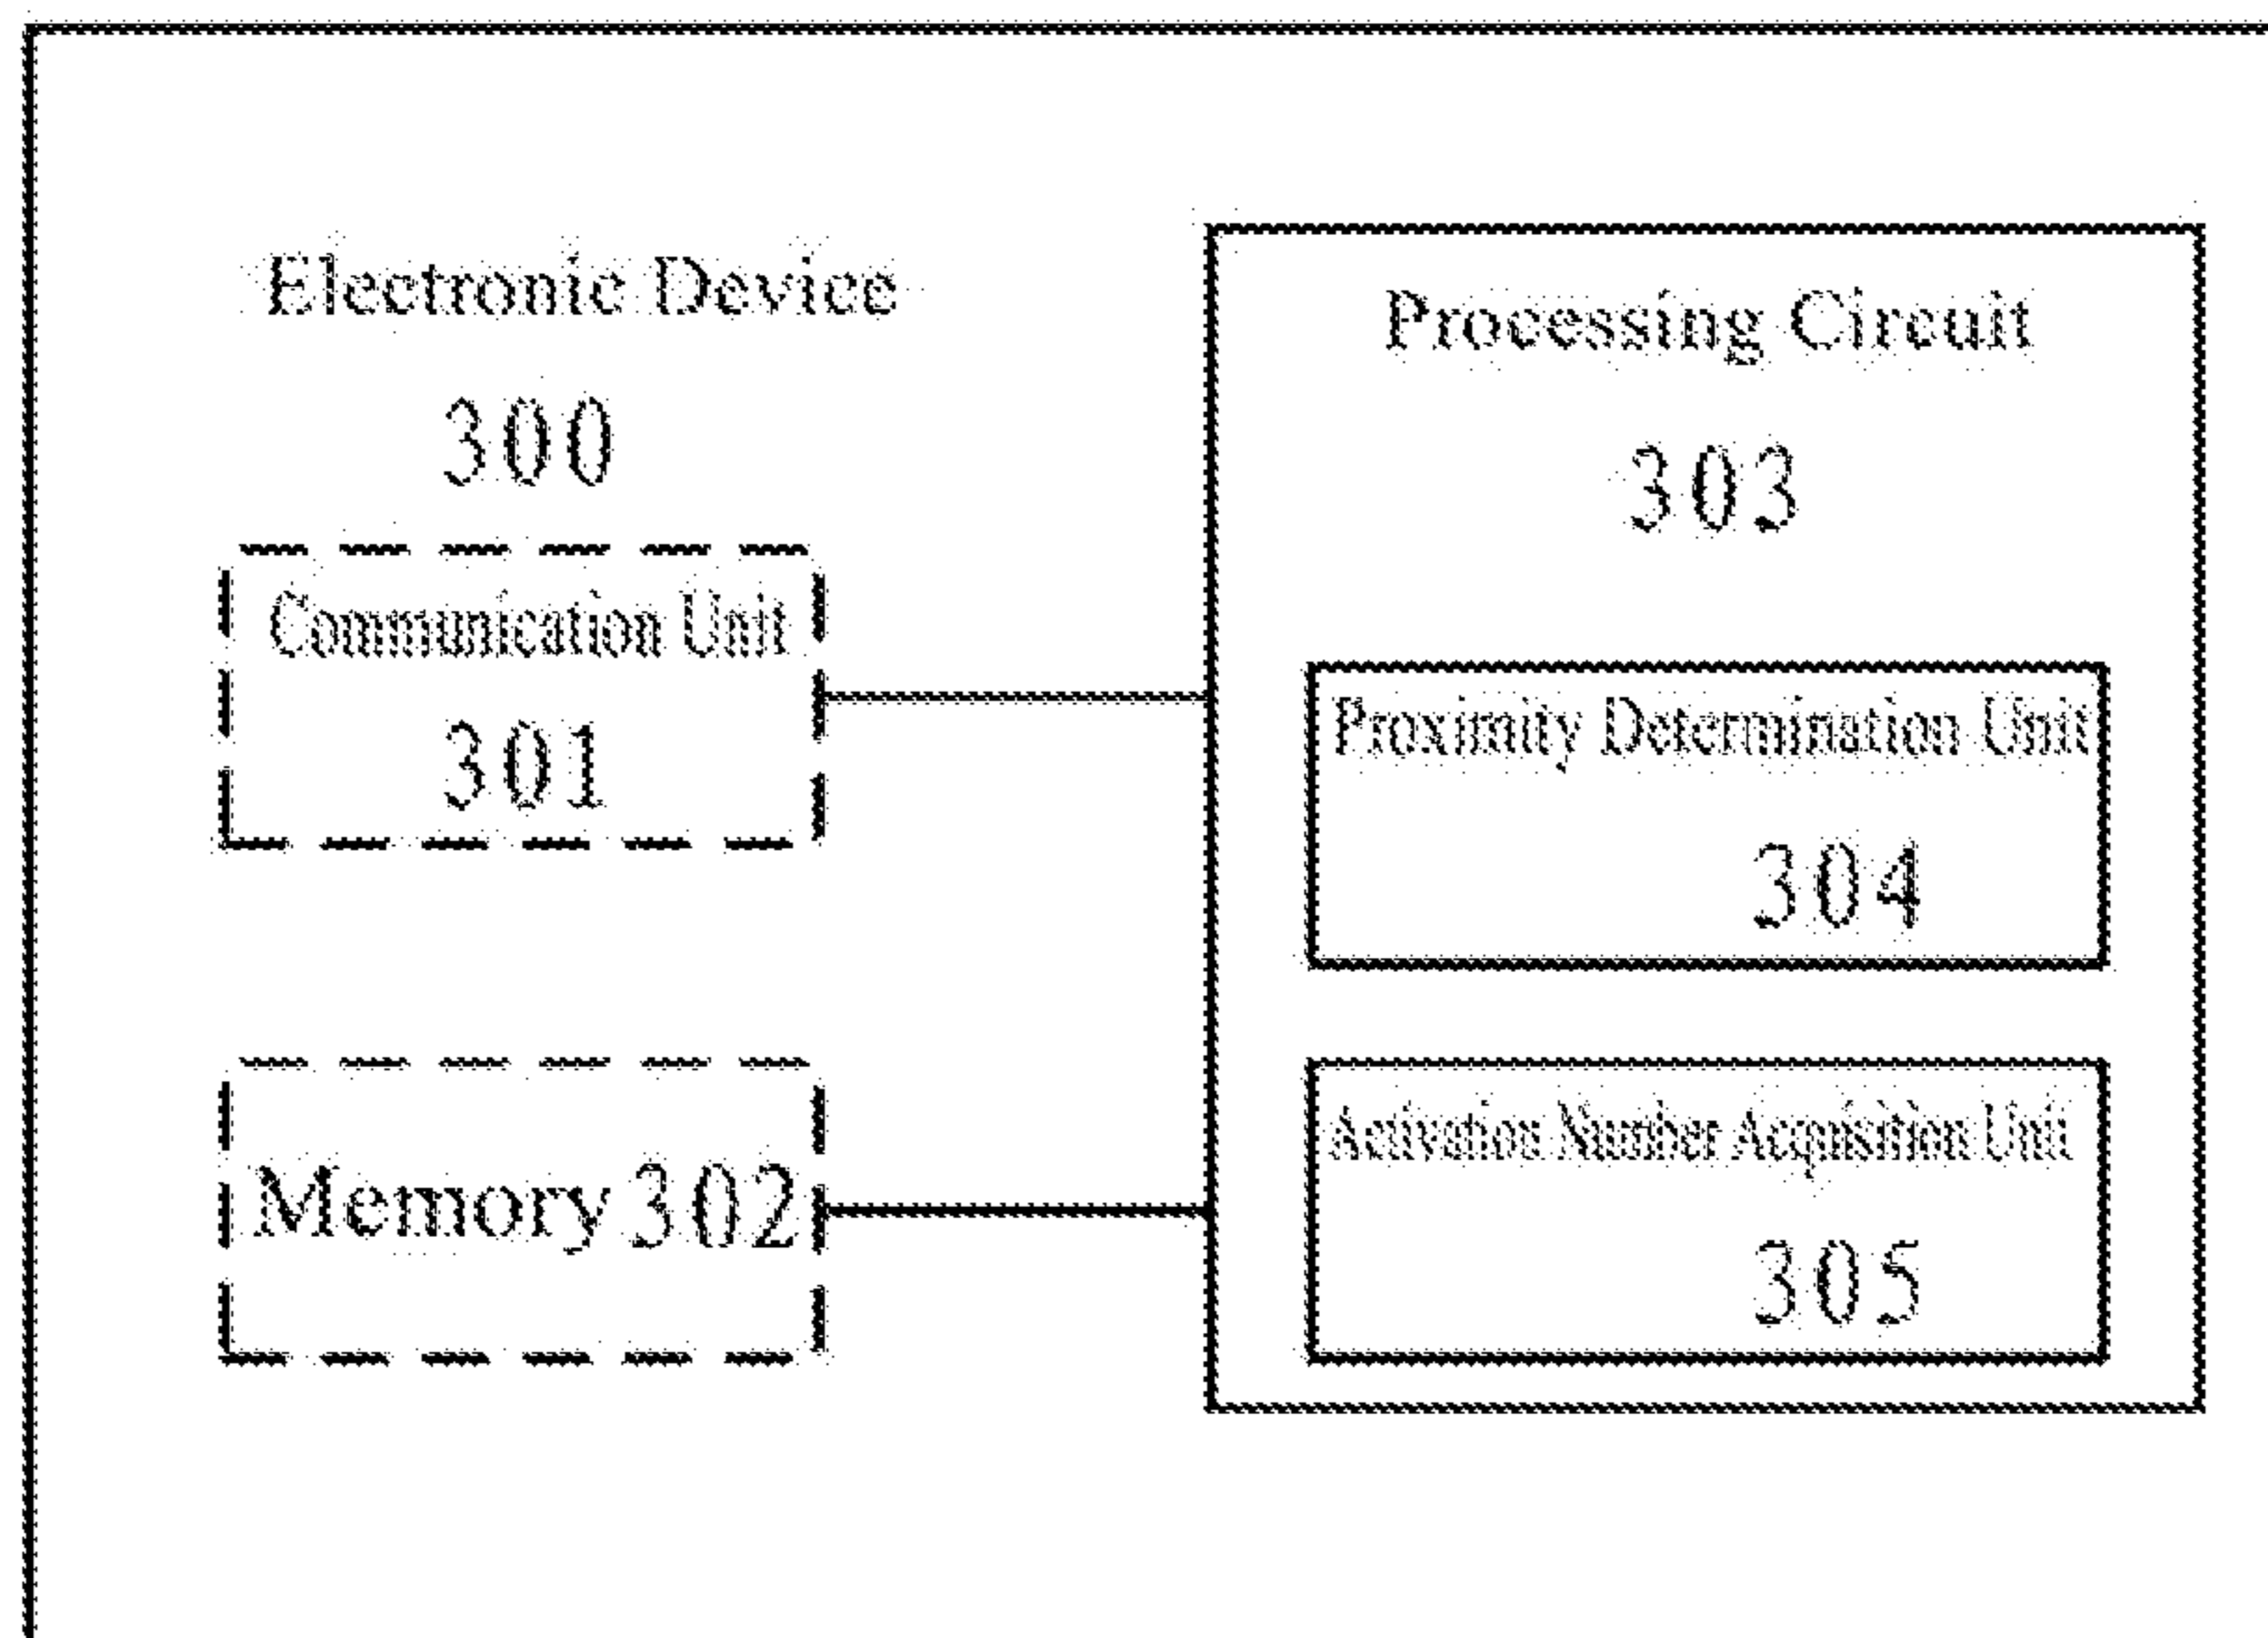 Electronic Device
300
Communication Unit
301
Memory 302
Processing Circuit
303
Proximity Determination Unit
304
Activation Number Acquisition Unit
305